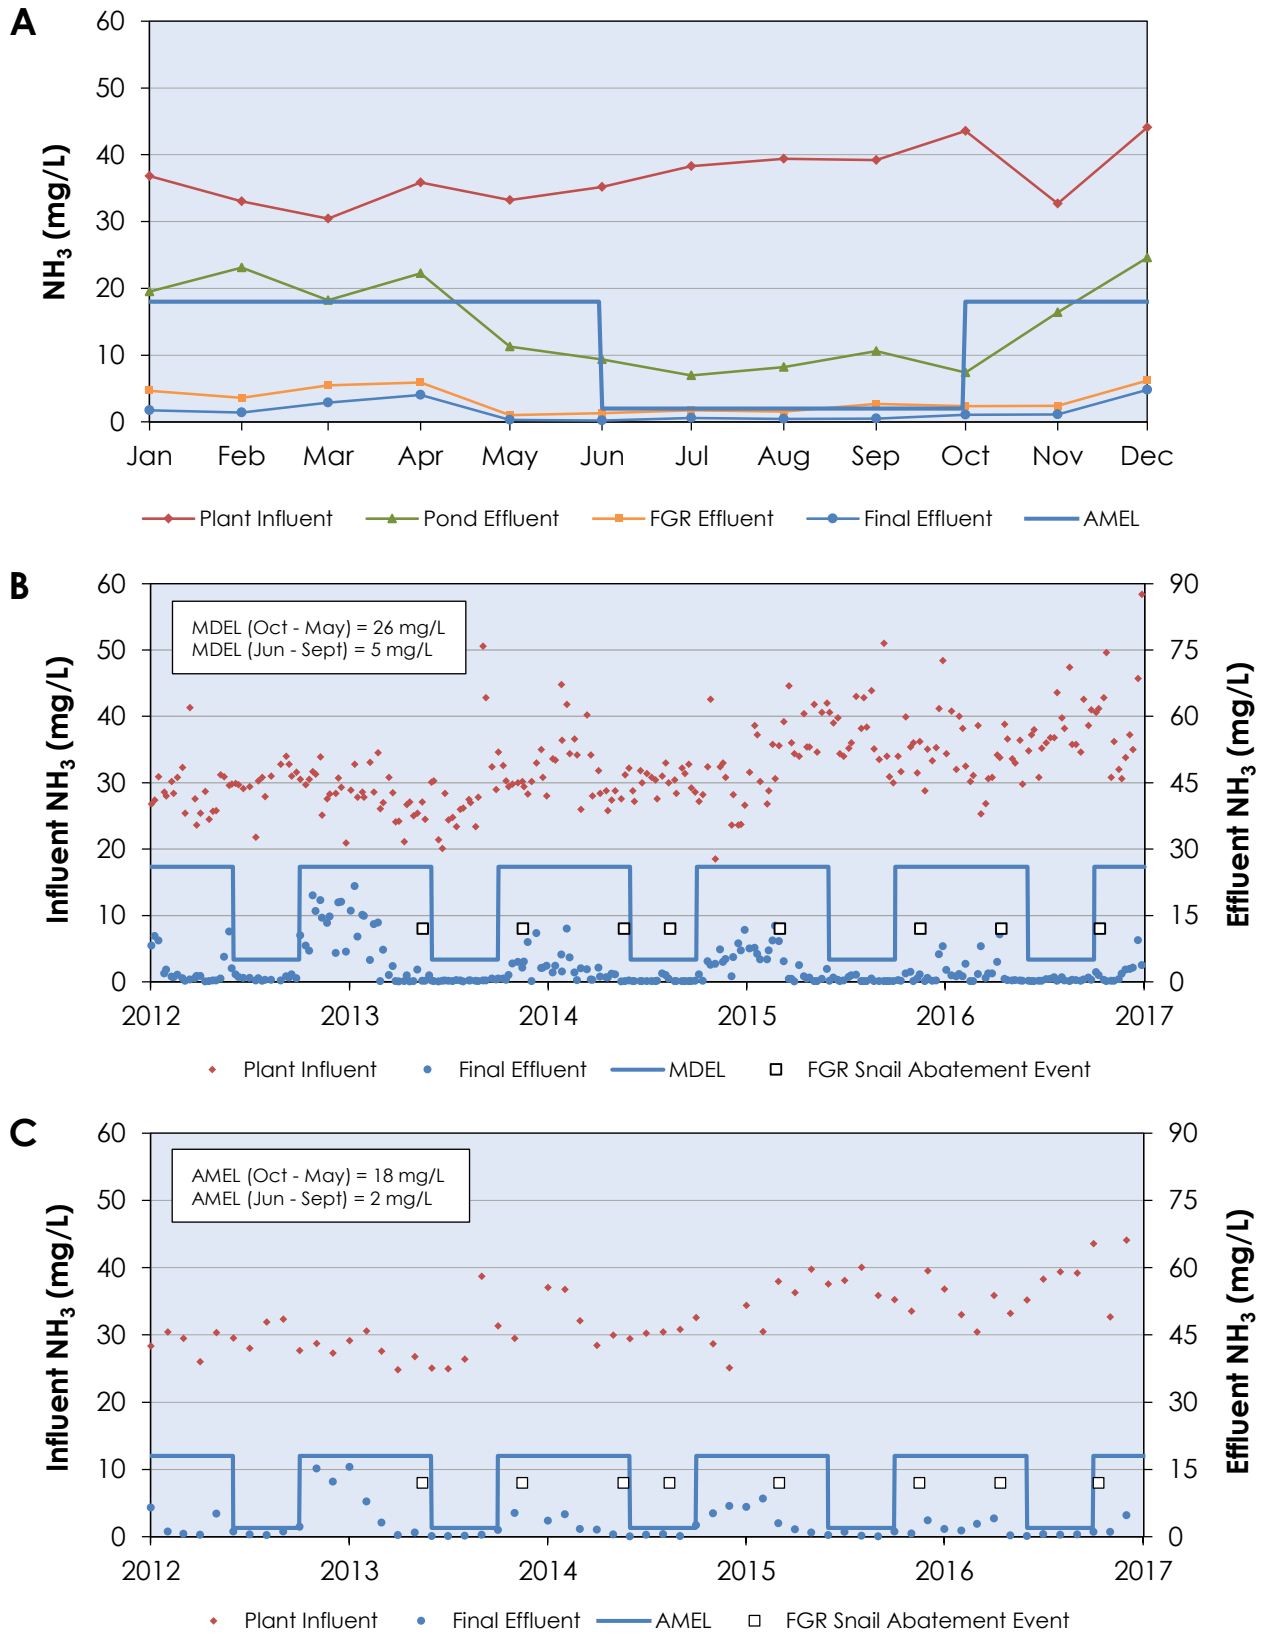 A
60
50
40
30
20
10
0
NH3 (mg/L)
Jan Feb Mar Apr May Jun Jul Aug Sep Oct Nov Dec
Plant Influent Pond Effluent FGR Effluent Final Effluent AMEL
B
60
50
40
30
20
10
0
Influent NH3 (mg/L)
MDEL (Oct - May) = 26 mg/L
MDEL (Jun - Sept) = 5 mg/L
90
75
60
45
30
15
0
Effluent NH3 (mg/L)
2012 2013 2014 2015 2016 2017
Plant Influent Final Effluent MDEL FGR Snail Abatement Event
C
60
50
40
30
20
10
0
Influent NH3 (mg/L)
AMEL (Oct - May) = 18 mg/L
AMEL (Jun - Sept) = 2 mg/L
90
75
60
45
30
15
0
Effluent NH3 (mg/L)
2012 2013 2014 2015 2016 2017
Plant Influent Final Effluent AMEL FGR Snail Abatement Event